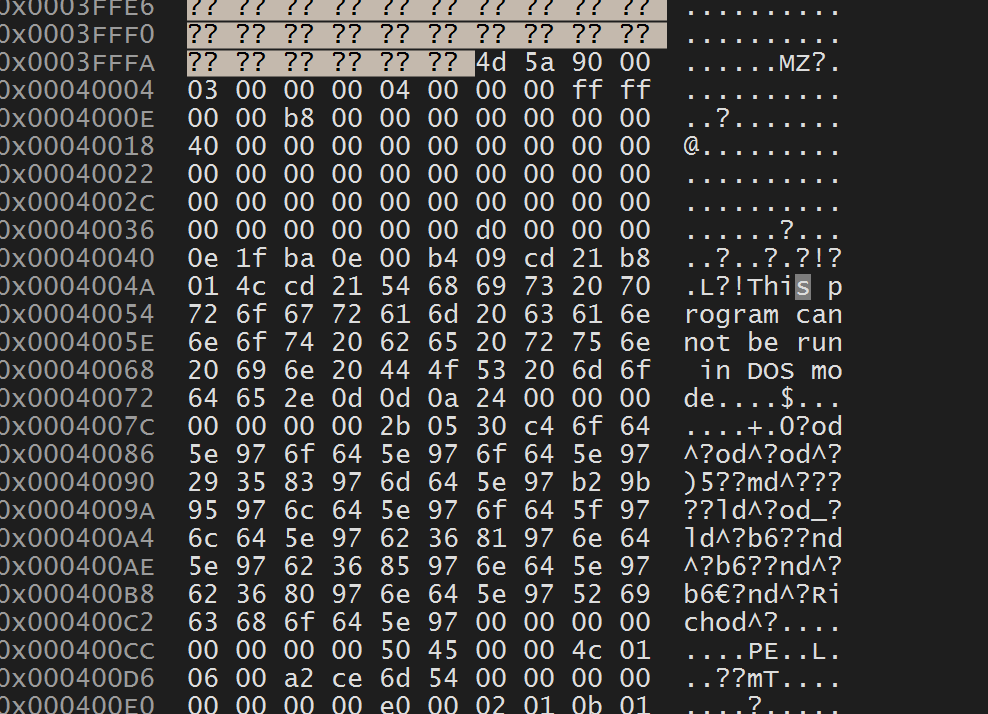 0x0003FFE6 ?? ?? ?? ?? ?? ?? ?? ?? ?? ?? ..........
0x0003FFF0 ?? ?? ?? ?? ?? ?? ?? ?? ?? ?? ..........
0x0003FFFA ?? ?? ?? ?? ?? ?? 4d 5a 90 00 ......MZ?.
0x00040004 03 00 00 00 04 00 00 00 ff ff ..........
0x0004000E 00 00 b8 00 00 00 00 00 00 00 ..?.......
0x00040018 40 00 00 00 00 00 00 00 00 00 @.........
0x00040022 00 00 00 00 00 00 00 00 00 00 ..........
0x0004002C 00 00 00 00 00 00 00 00 00 00 ..........
0x00040036 00 00 00 00 00 00 d0 00 00 00 ......?...
0x00040040 0e 1f ba 0e 00 b4 09 cd 21 b8 ..?..?.?!?
0x0004004A 01 4c cd 21 54 68 69 73 20 70 .L?!This p
0x00040054 72 6f 67 72 61 6d 20 63 61 6e rogram can
0x0004005E 6e 6f 74 20 62 65 20 72 75 6e not be run
0x00040068 20 69 6e 20 44 4f 53 20 6d 6f  in DOS mo
0x00040072 64 65 2e 0d 0d 0a 24 00 00 00 de....$...
0x0004007C 00 00 00 00 2b 05 30 c4 6f 64 ....+.0?od
0x00040086 5e 97 6f 64 5e 97 6f 64 5e 97 ^?od^?od^?
0x00040090 29 35 83 97 6d 64 5e 97 b2 9b )5??md^???
0x0004009A 95 97 6c 64 5e 97 6f 64 5f 97 ??ld^?od_?
0x000400A4 6c 64 5e 97 62 36 81 97 6e 64 ld^?b6??nd
0x000400AE 5e 97 62 36 85 97 6e 64 5e 97 ^?b6??nd^?
0x000400B8 62 36 80 97 6e 64 5e 97 52 69 b6€?nd^?Ri
0x000400C2 63 68 6f 64 5e 97 00 00 00 00 chod^?....
0x000400CC 00 00 00 00 50 45 00 00 4c 01 ....PE..L.
0x000400D6 06 00 a2 ce 6d 54 00 00 00 00 ..??mT....
0x000400E0 00 00 00 00 e0 00 02 01 0b 01 ....?.....